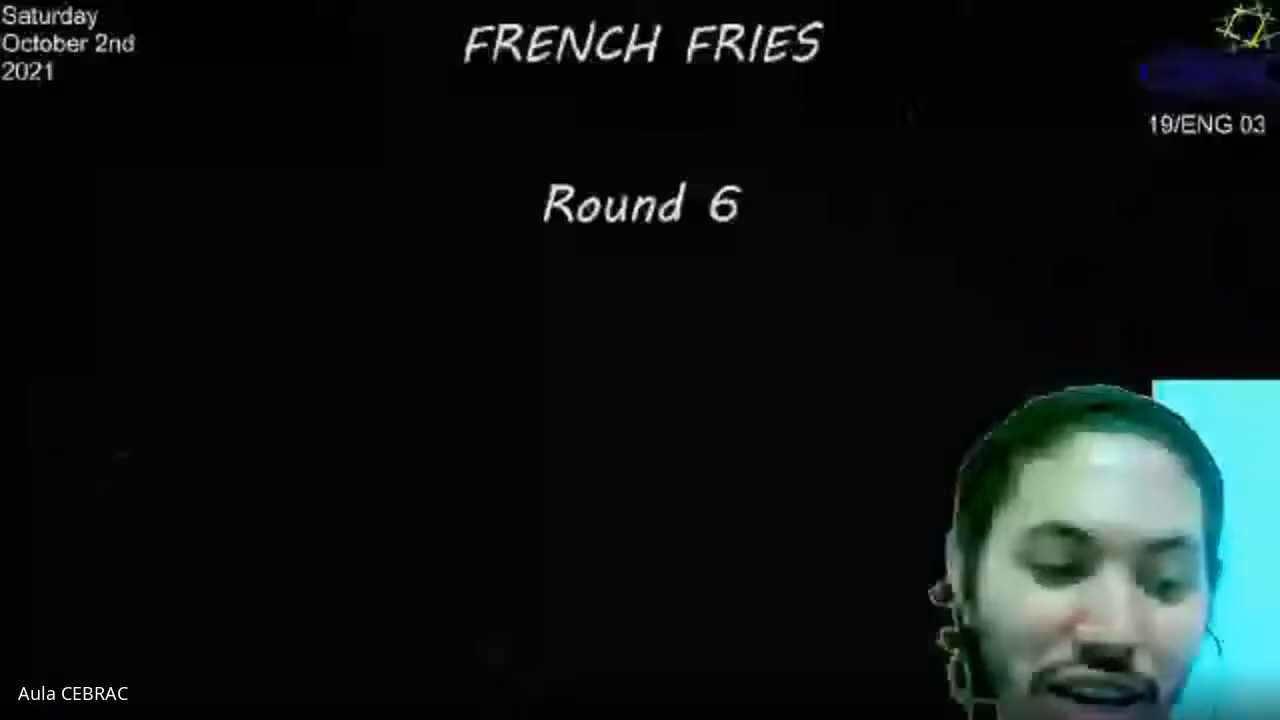 Saturday
October 2nd
2021
FRENCH FRIES
19/ENG 03
Round 6
Aula CEBRAC